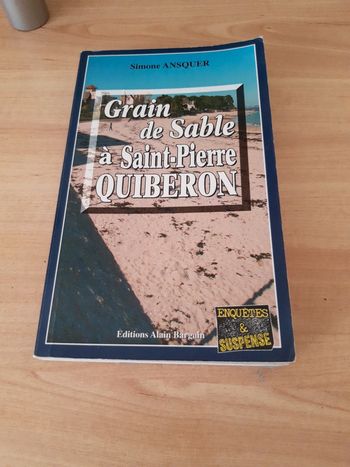 Simone ANSQUER
Grain
de Sable
à Saint-Pierre
QUIBERON
Editions Alain Bargain
ENQUÊTES
&
SUSPENSE